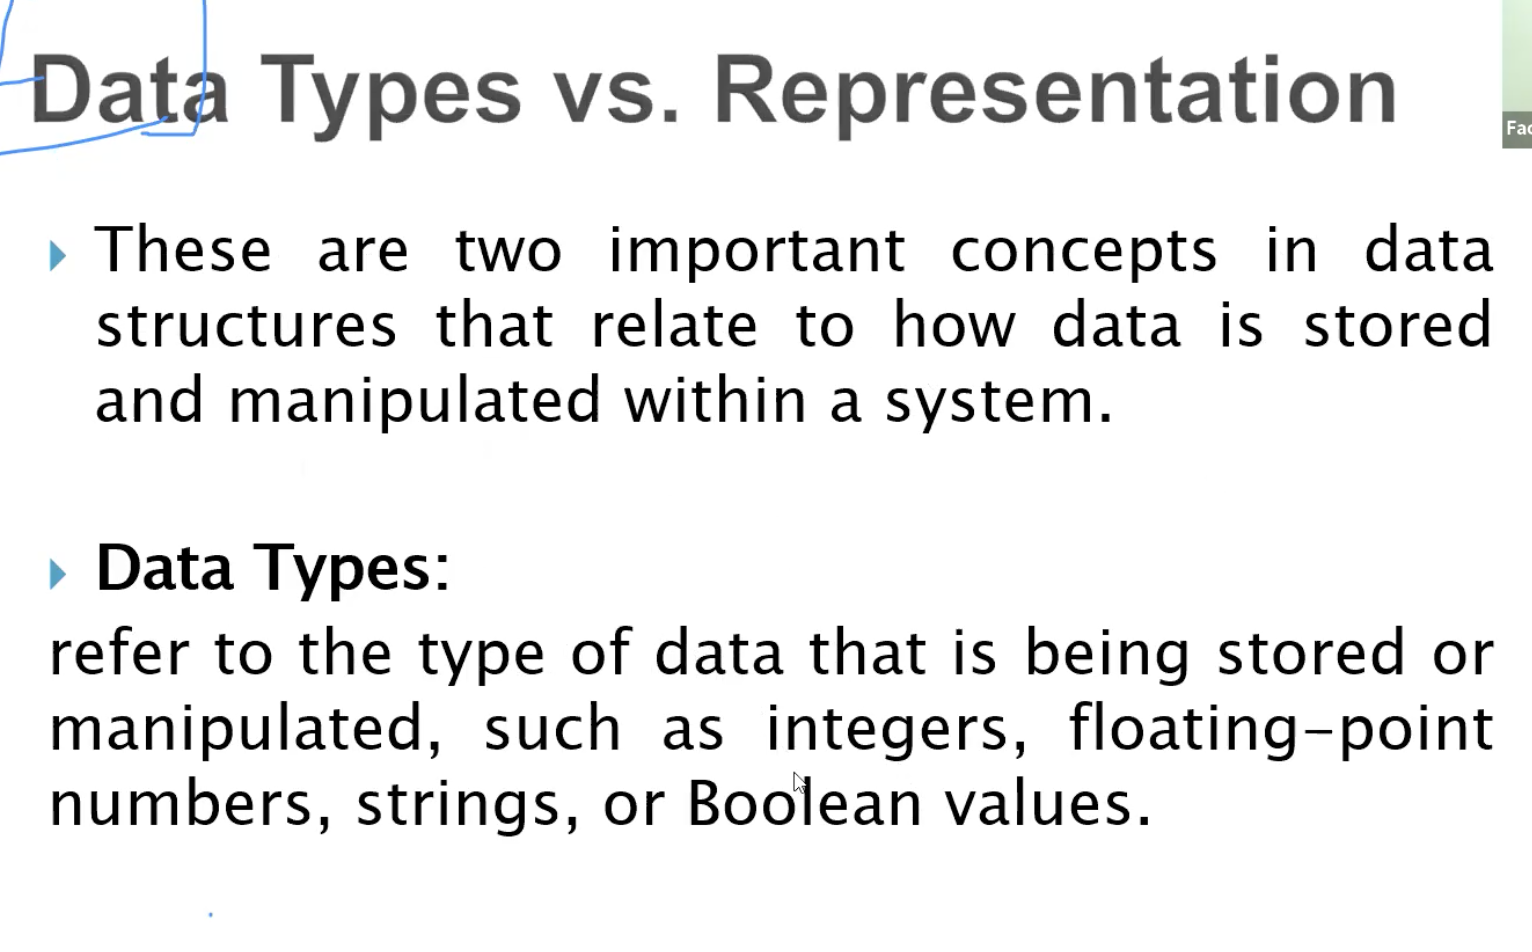 Data Types vs. Representation
These are two important concepts in data
structures that relate to how data is stored
and manipulated within a system.
Data Types:
refer to the type of data that is being stored or
manipulated, such as integers, floating-point
numbers, strings, or Boolean values.